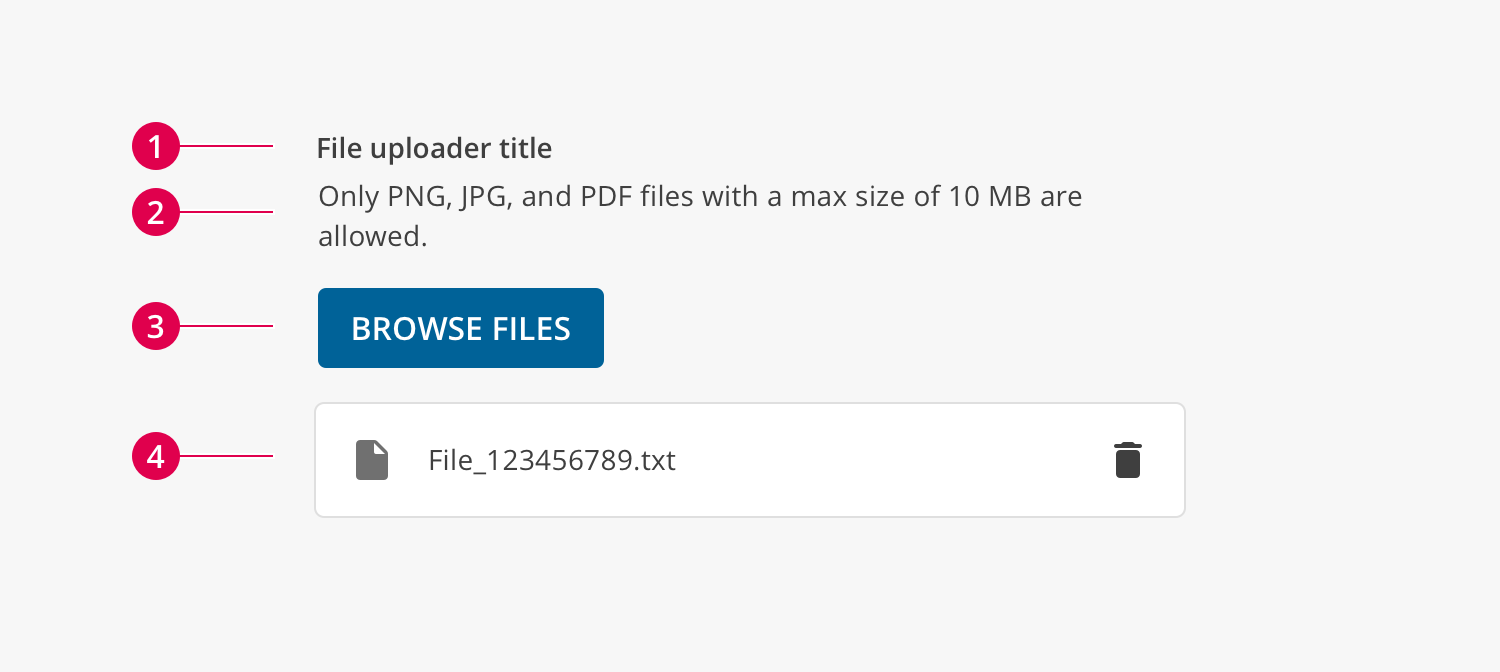 1 File uploader title
2 Only PNG, JPG, and PDF files with a max size of 10 MB are
allowed.
3 BROWSE FILES
4 File_123456789.txt